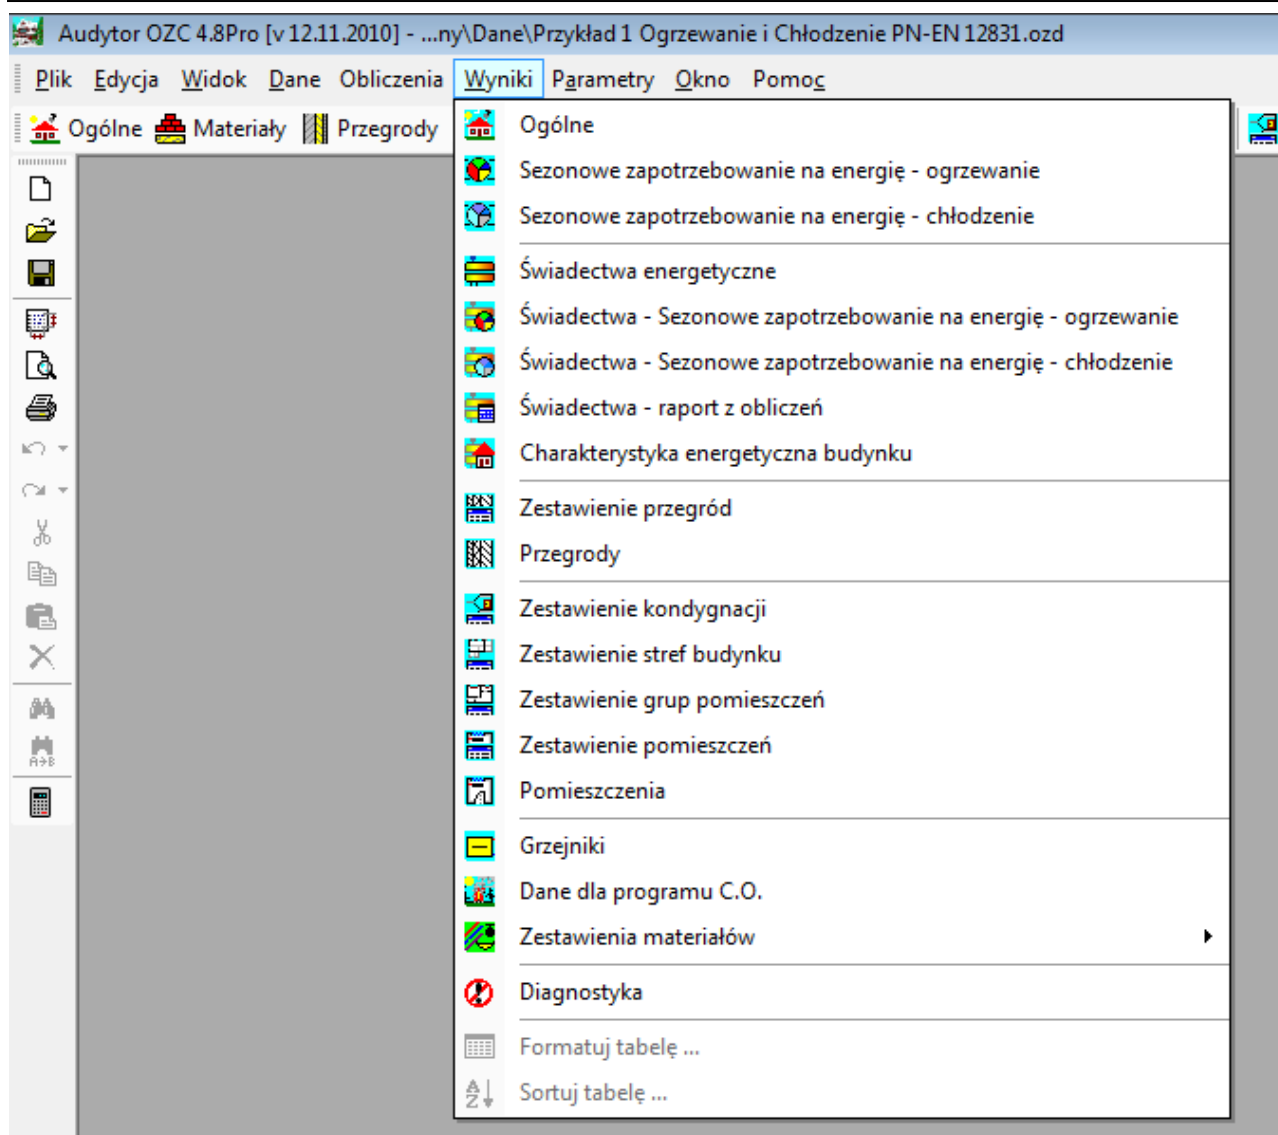 Audytor OZC 4.8Pro [v 12.11.2010] - ...ny\Dane\Przykład 1 Ogrzewanie i Chłodzenie PN-EN 12831.ozd
Plik Edycja Widok Dane Obliczenia Wyniki Parametry Okno Pomoc
Ogólne Materiały Przegrody
Ogólne
Sezonowe zapotrzebowanie na energię - ogrzewanie
Sezonowe zapotrzebowanie na energię - chłodzenie
Świadectwa energetyczne
Świadectwa - Sezonowe zapotrzebowanie na energię - ogrzewanie
Świadectwa - Sezonowe zapotrzebowanie na energię - chłodzenie
Świadectwa - raport z obliczeń
Charakterystyka energetyczna budynku
Zestawienie przegród
Przegrody
Zestawienie kondygnacji
Zestawienie stref budynku
Zestawienie grup pomieszczeń
Zestawienie pomieszczeń
Pomieszczenia
Grzejniki
Dane dla programu C.O.
Zestawienia materiałów
Diagnostyka
Formatuj tabelę ...
Sortuj tabelę ...